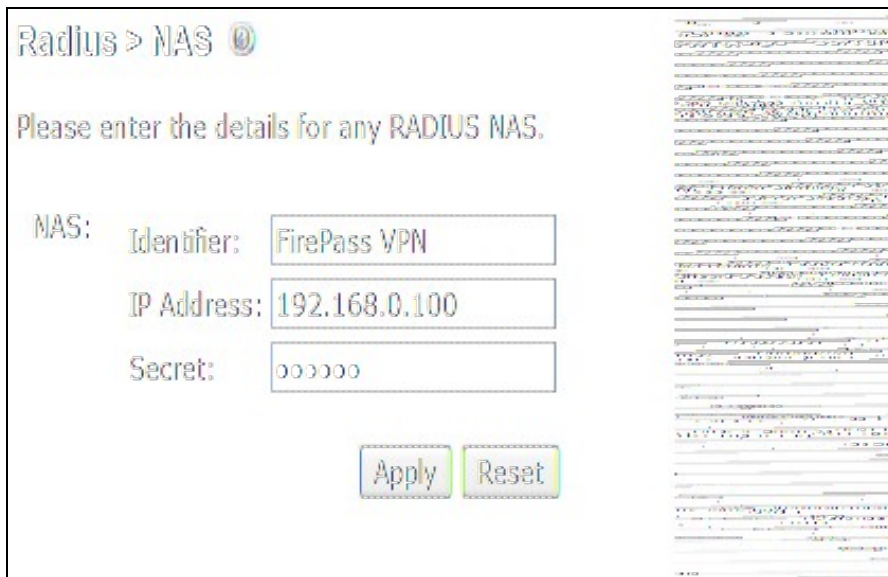 Radius > NAS
Please enter the details for any RADIUS NAS.
NAS:
Identifier: FirePass VPN
IP Address: 192.168.0.100
Secret: oooooo
Apply Reset